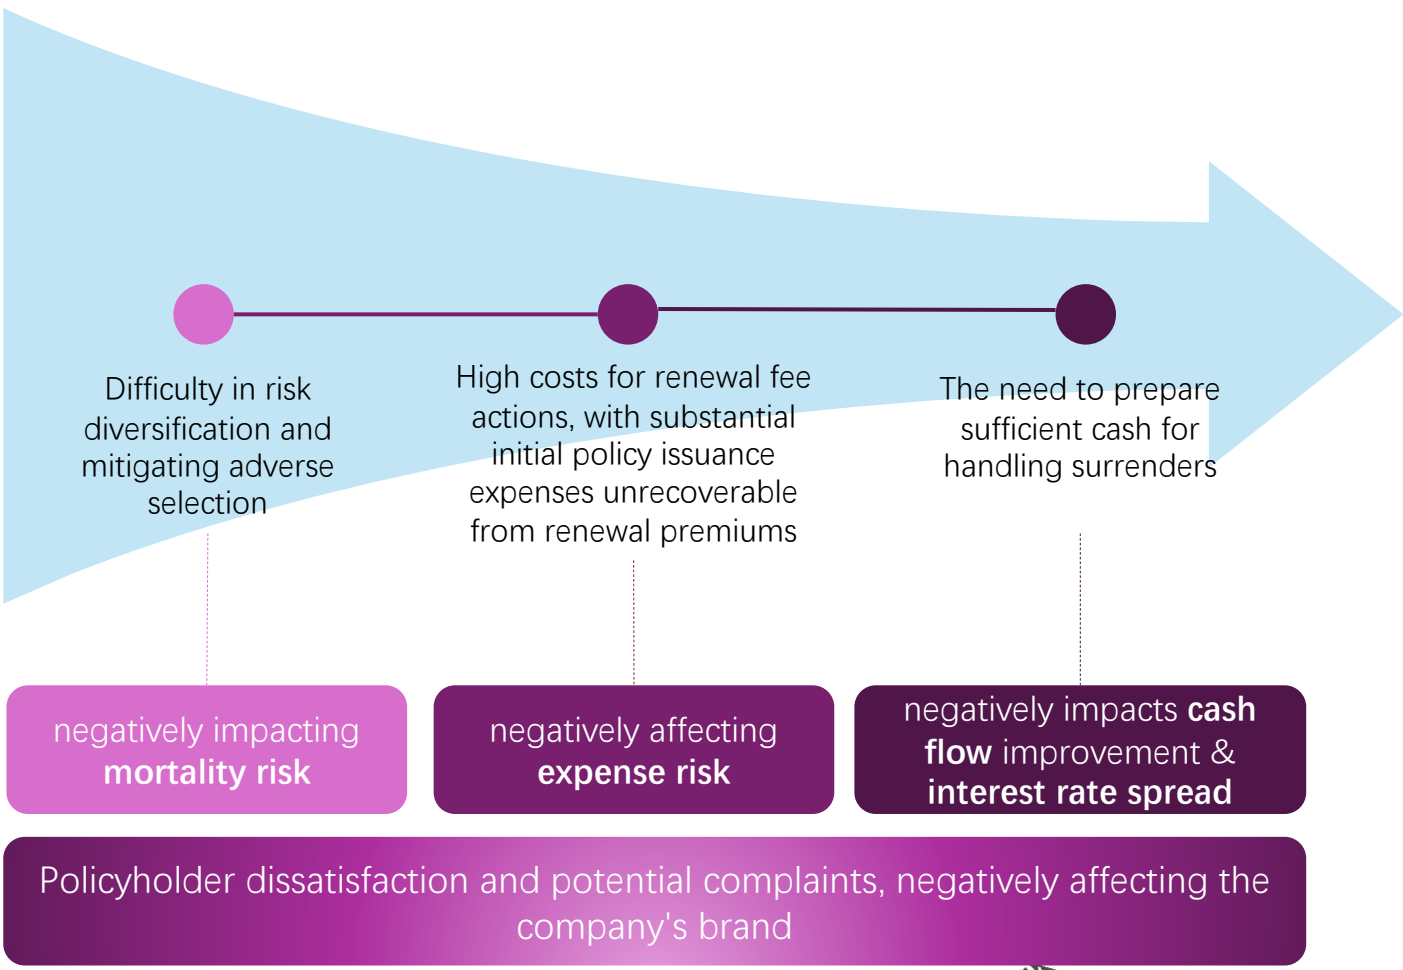 Difficulty in risk
diversification and
mitigating adverse
selection
High costs for renewal fee
actions, with substantial
initial policy issuance
expenses unrecoverable
from renewal premiums
The need to prepare
sufficient cash for
handling surrenders
negatively impacting
mortality risk
negatively affecting
expense risk
negatively impacts cash
flow improvement &
interest rate spread
Policyholder dissatisfaction and potential complaints, negatively affecting the
company's brand